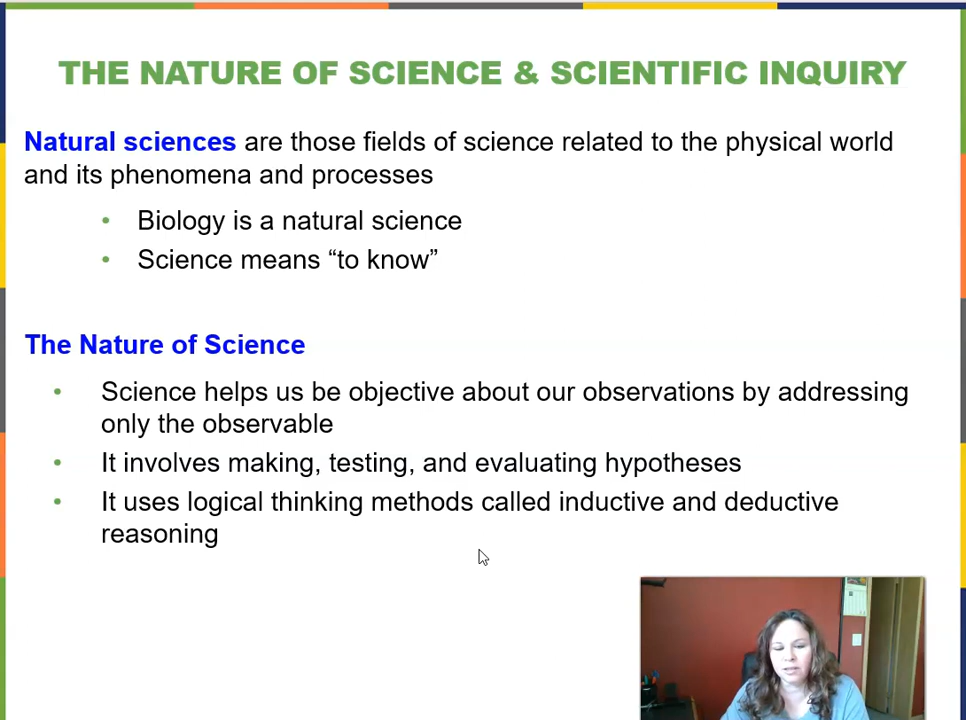 THE NATURE OF SCIENCE & SCIENTIFIC INQUIRY
Natural sciences are those fields of science related to the physical world
and its phenomena and processes
• Biology is a natural science
• Science means “to know”
The Nature of Science
• Science helps us be objective about our observations by addressing
only the observable
• It involves making, testing, and evaluating hypotheses
• It uses logical thinking methods called inductive and deductive
reasoning